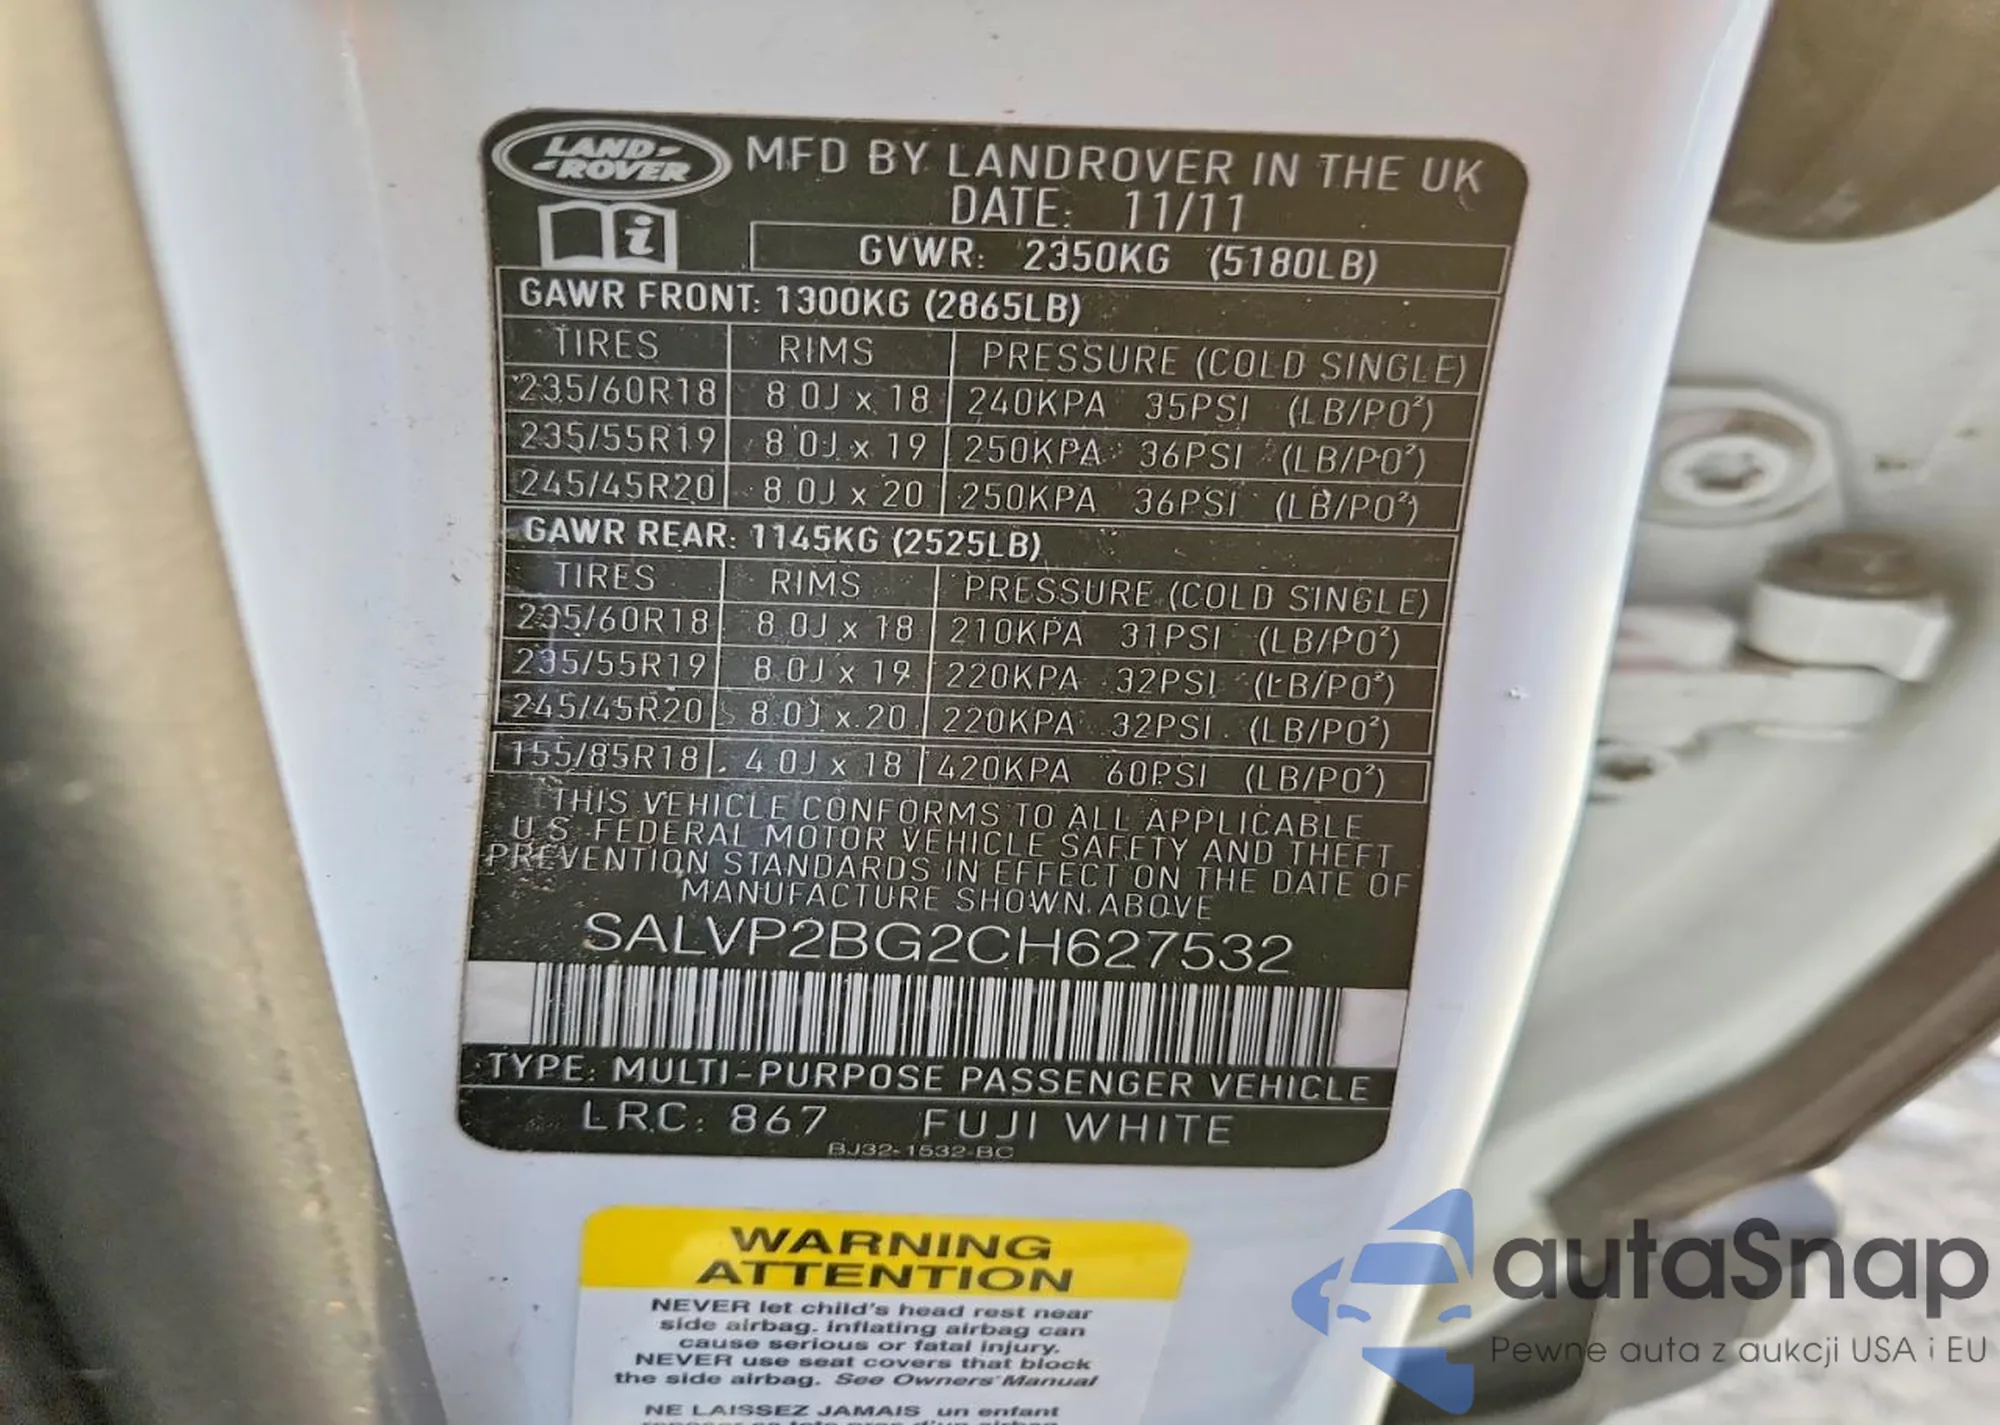 LAND-
-ROVER
MFD BY LANDROVER IN THE UK
DATE: 11/11
i
GVWR: 2350KG (5180LB)
GAWR FRONT: 1300KG (2865LB)
TIRES RIMS PRESSURE (COLD SINGLE)
235/60R18 8.0J x 18 240KPA 35PSI (LB/PO²)
235/55R19 8.0J x 19 250KPA 36PSI (LB/PO²)
245/45R20 8.0J x 20 250KPA 36PSI (LB/PO²)
GAWR REAR: 1145KG (2525LB)
TIRES RIMS PRESSURE (COLD SINGLE)
235/60R18 8.0J x 18 210KPA 31PSI (LB/PO²)
235/55R19 8.0J x 19 220KPA 32PSI (LB/PO²)
245/45R20 8.0J x 20 220KPA 32PSI (LB/PO²)
155/85R18 4.0J x 18 420KPA 60PSI (LB/PO²)
THIS VEHICLE CONFORMS TO ALL APPLICABLE
U.S. FEDERAL MOTOR VEHICLE SAFETY AND THEFT
PREVENTION STANDARDS IN EFFECT ON THE DATE OF
MANUFACTURE SHOWN ABOVE
SALVP2BG2CH627532
TYPE: MULTI-PURPOSE PASSENGER VEHICLE
LRC: 867 FUJI WHITE
BJ32-1532-BC
WARNING
ATTENTION
NEVER let child's head rest near
side airbag. Inflating airbag can
cause serious or fatal injury.
NEVER use seat covers that block
the side airbag. See Owners' Manual
NE LAISSEZ JAMAIS un enfant
autaSnap
Pewne auta z aukcji USA i EU